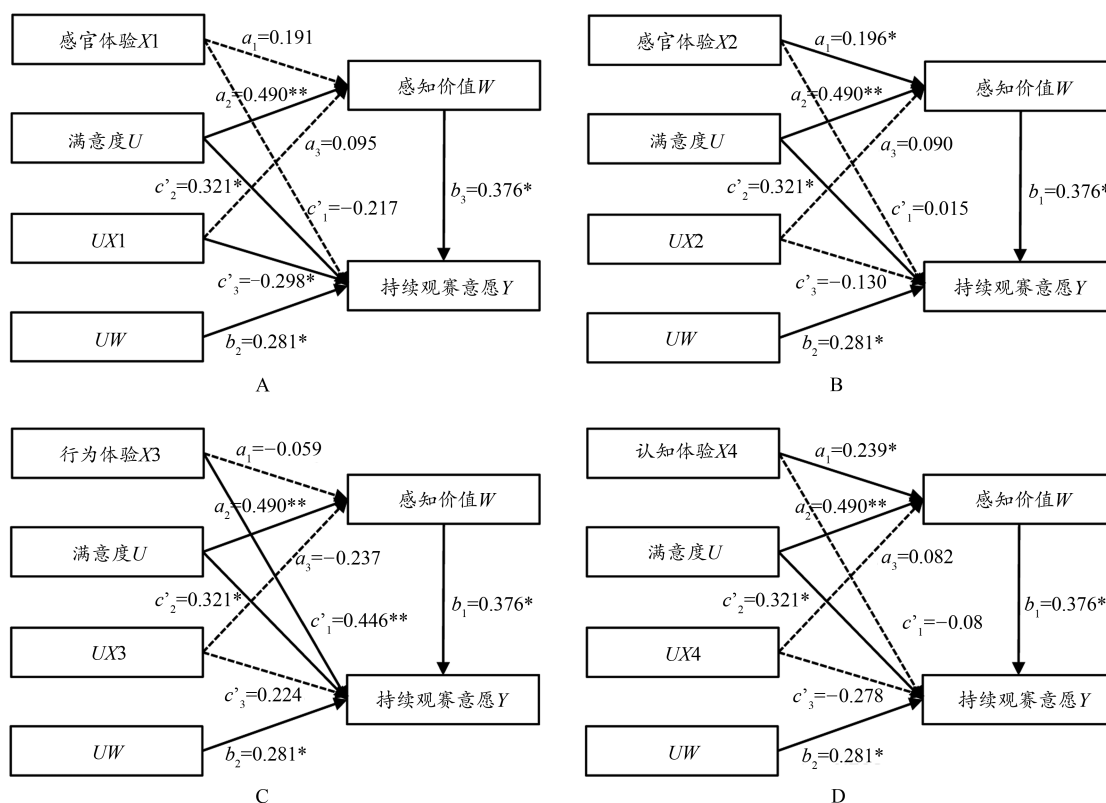 感官体验X1
a₁=0.191
感知价值W
a₂=0.490**
满意度U
a₃=0.095
c’₂=0.321*
b₃=0.376*
c’₁=−0.217
UX1
c’₃=−0.298*
持续观赛意愿Y
UW
b₂=0.281*
A
感官体验X2
a₁=0.196*
感知价值W
a₂=0.490**
满意度U
a₃=0.090
c’₂=0.321*
b₁=0.376*
c’₁=0.015
UX2
c’₃=−0.130
持续观赛意愿Y
UW
b₂=0.281*
B
行为体验X3
a₁=−0.059
感知价值W
a₂=0.490**
满意度U
a₃=−0.237
c’₂=0.321*
b₁=0.376*
c’₁=0.446**
UX3
c’₃=0.224
持续观赛意愿Y
UW
b₂=0.281*
C
认知体验X4
a₁=0.239*
感知价值W
a₂=0.490**
满意度U
a₃=0.082
c’₂=0.321*
b₁=0.376*
c’₁=−0.08
UX4
c’₃=−0.278
持续观赛意愿Y
UW
b₂=0.281*
D